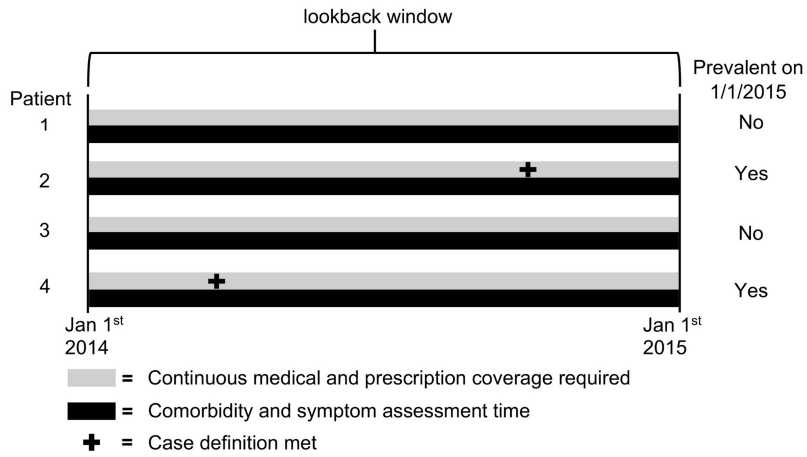 lookback window
Prevalent on
1/1/2015
Patient
1
No
2
Yes
3
No
4
Yes
Jan 1st
2014
Jan 1st
2015
= Continuous medical and prescription coverage required
= Comorbidity and symptom assessment time
+ = Case definition met